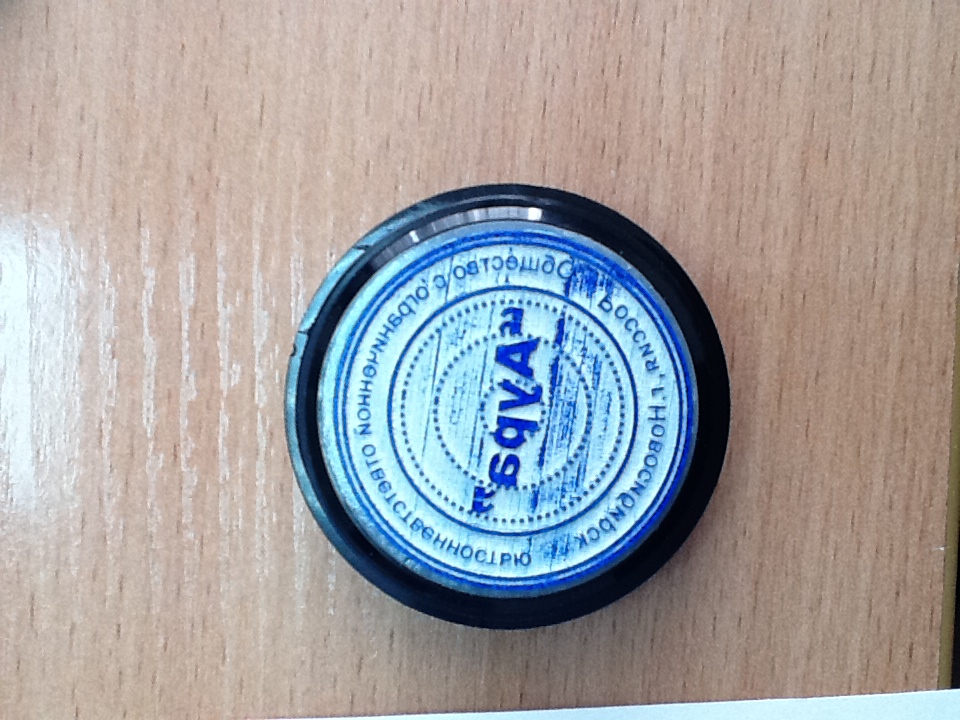 Общество с ограниченной ответственностью
Россия, г. Новосибирск
"Аура"